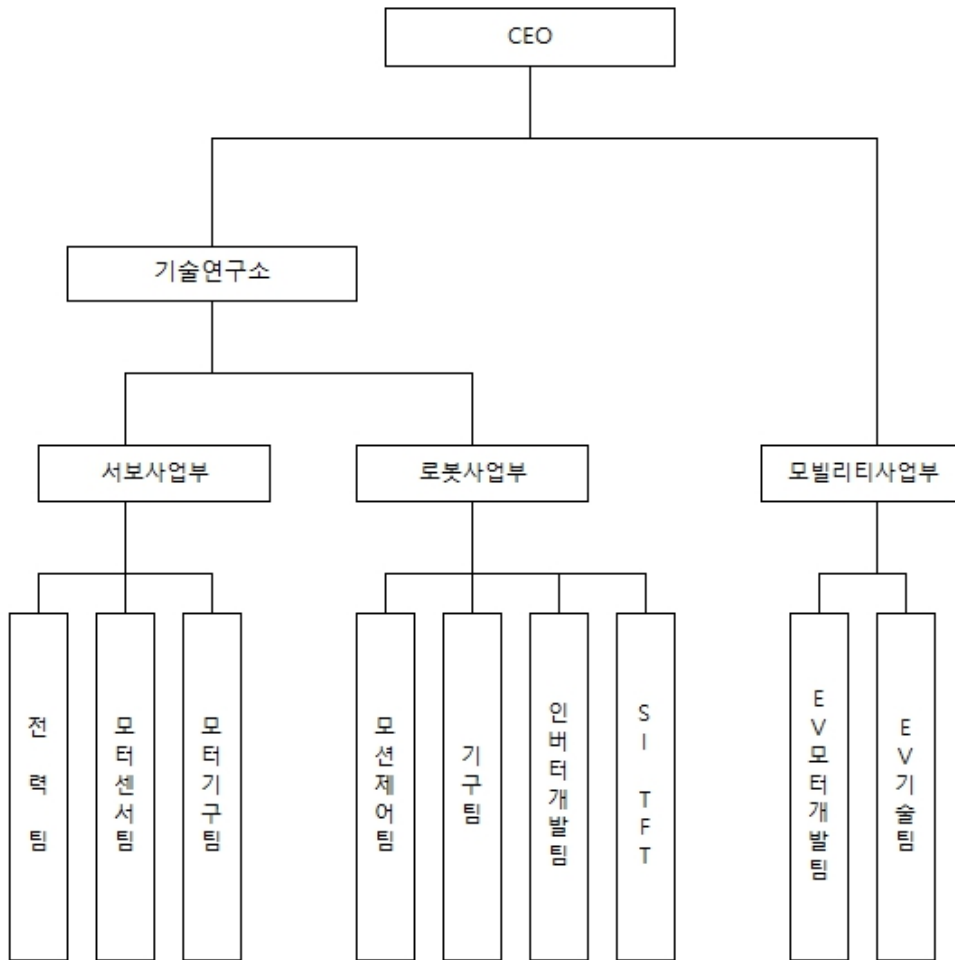 CEO
기술연구소
서보사업부
로봇사업부
모빌리티사업부
전력팀
모터센서팀
모터기구팀
모션제어팀
기구팀
인버터개발팀
SI TFT
EV모터개발팀
EV기술팀